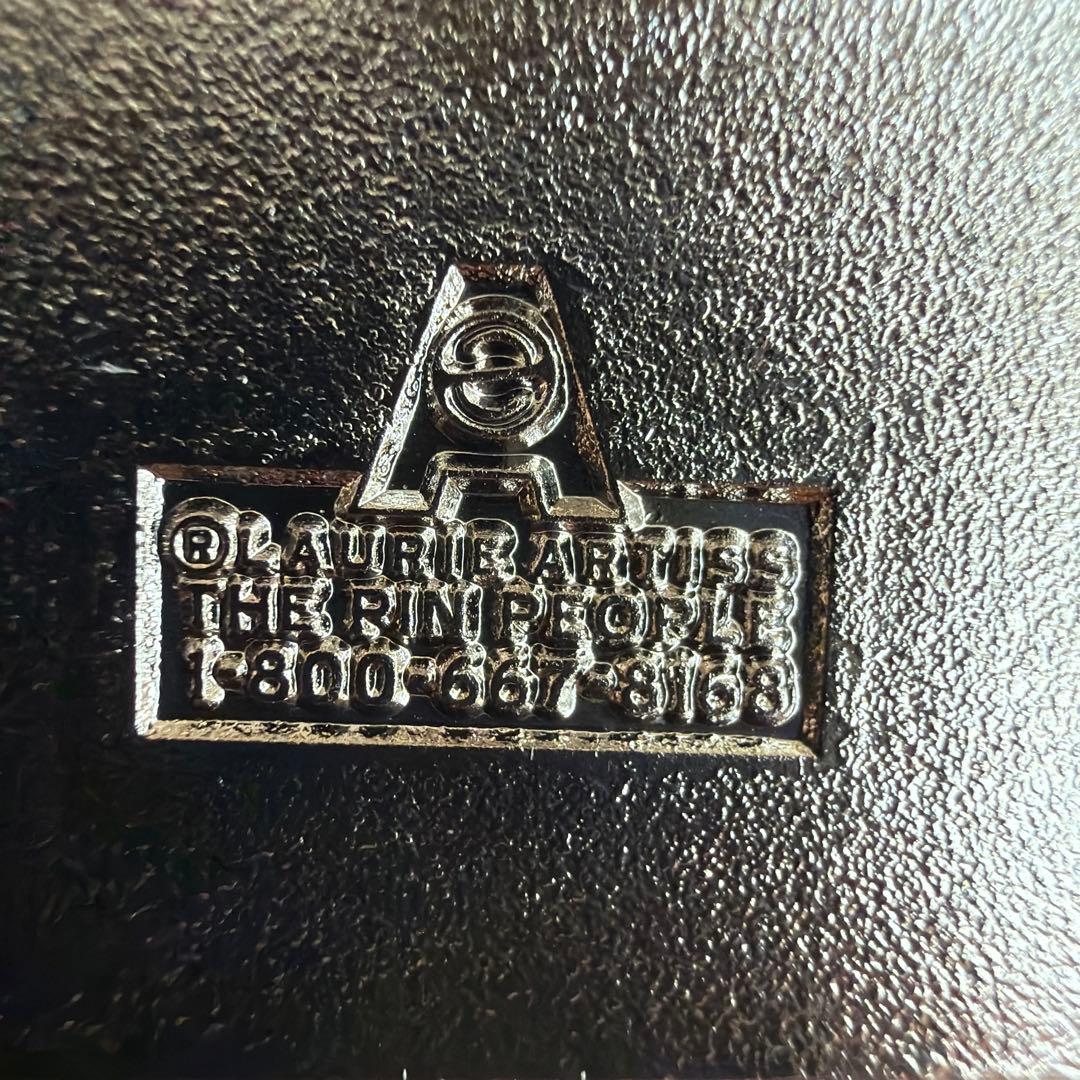 ®LAURIE ARTISS
THE PIN PEOPLE
1-800-667-8168